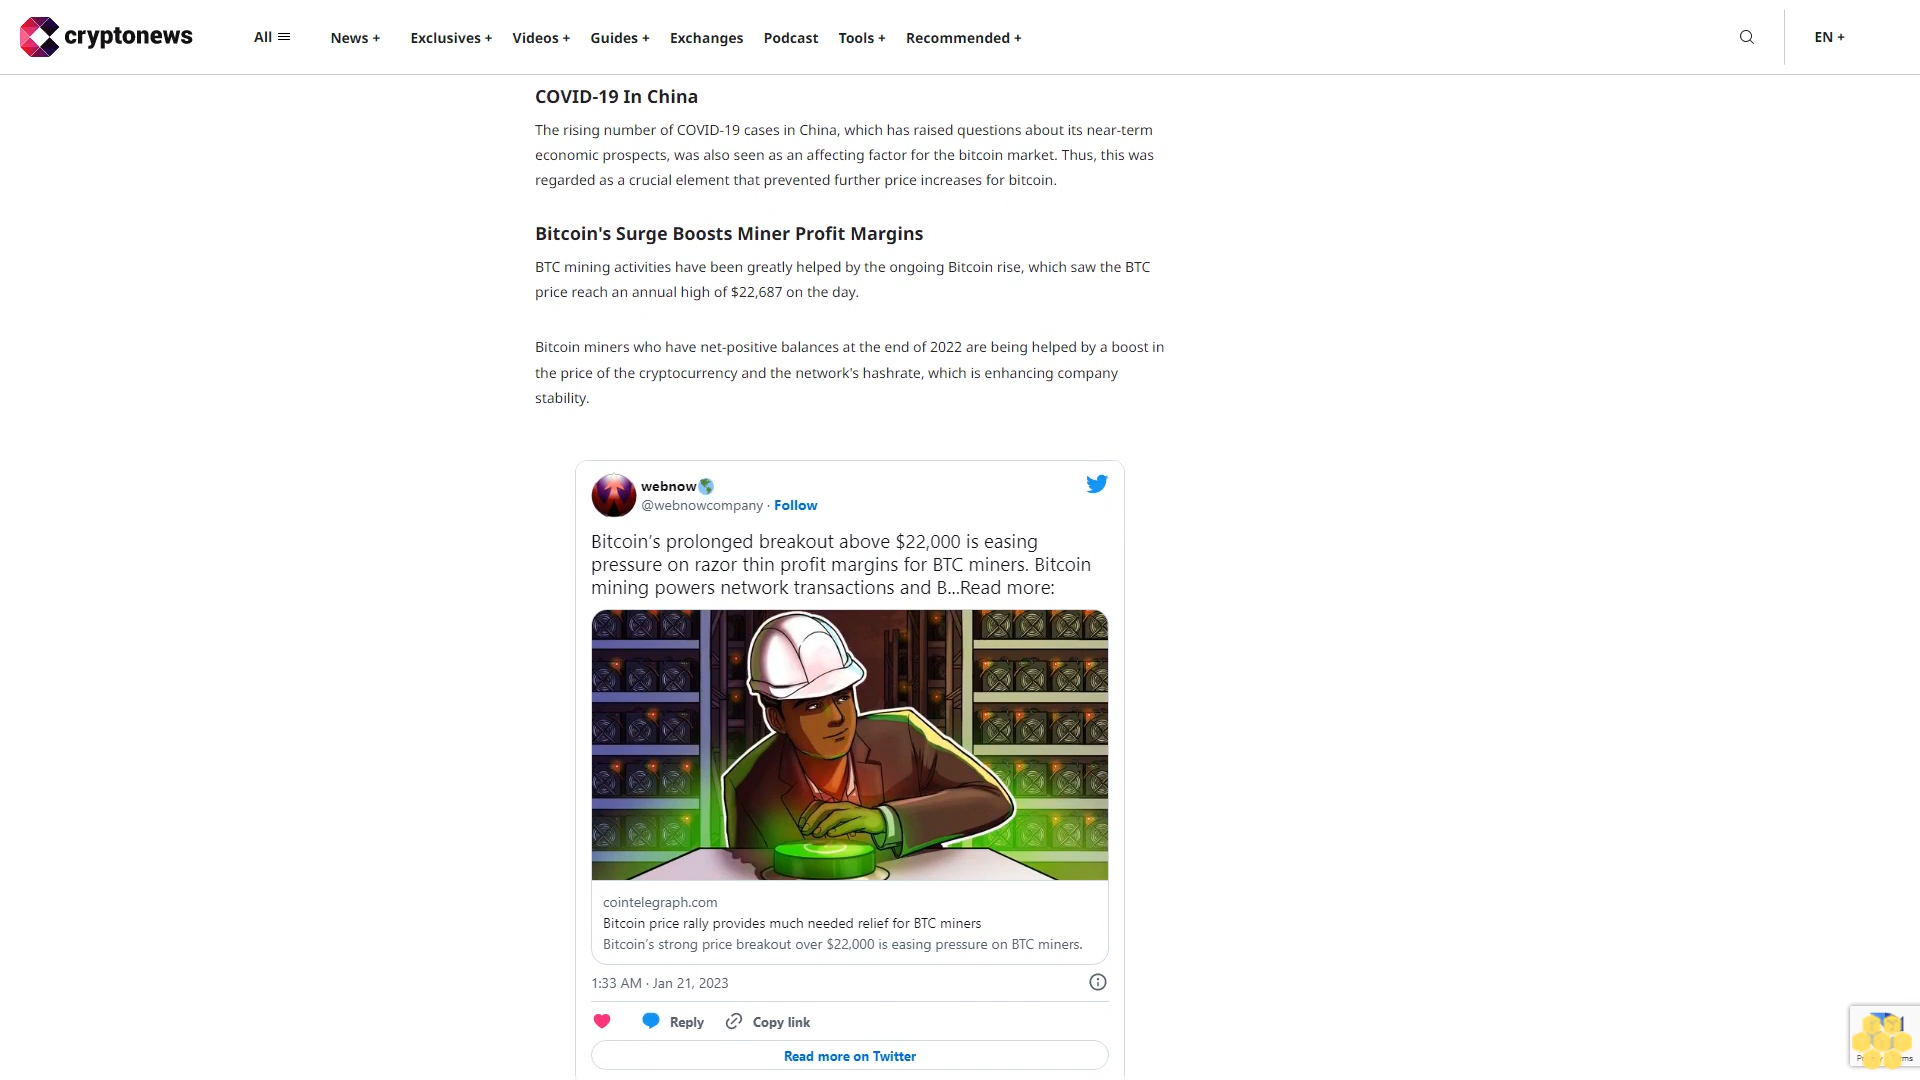 cryptonews
All
News +
Exclusives +
Videos +
Guides +
Exchanges
Podcast
Tools +
Recommended +
EN +
COVID-19 In China
The rising number of COVID-19 cases in China, which has raised questions about its near-term
economic prospects, was also seen as an affecting factor for the bitcoin market. Thus, this was
regarded as a crucial element that prevented further price increases for bitcoin.
Bitcoin's Surge Boosts Miner Profit Margins
BTC mining activities have been greatly helped by the ongoing Bitcoin rise, which saw the BTC
price reach an annual high of $22,687 on the day.
Bitcoin miners who have net-positive balances at the end of 2022 are being helped by a boost in
the price of the cryptocurrency and the network's hashrate, which is enhancing company
stability.
webnow
@webnowcompany · Follow
Bitcoin’s prolonged breakout above $22,000 is easing
pressure on razor thin profit margins for BTC miners. Bitcoin
mining powers network transactions and B...Read more:
cointelegraph.com
Bitcoin price rally provides much needed relief for BTC miners
Bitcoin’s strong price breakout over $22,000 is easing pressure on BTC miners.
1:33 AM · Jan 21, 2023
Reply
Copy link
Read more on Twitter